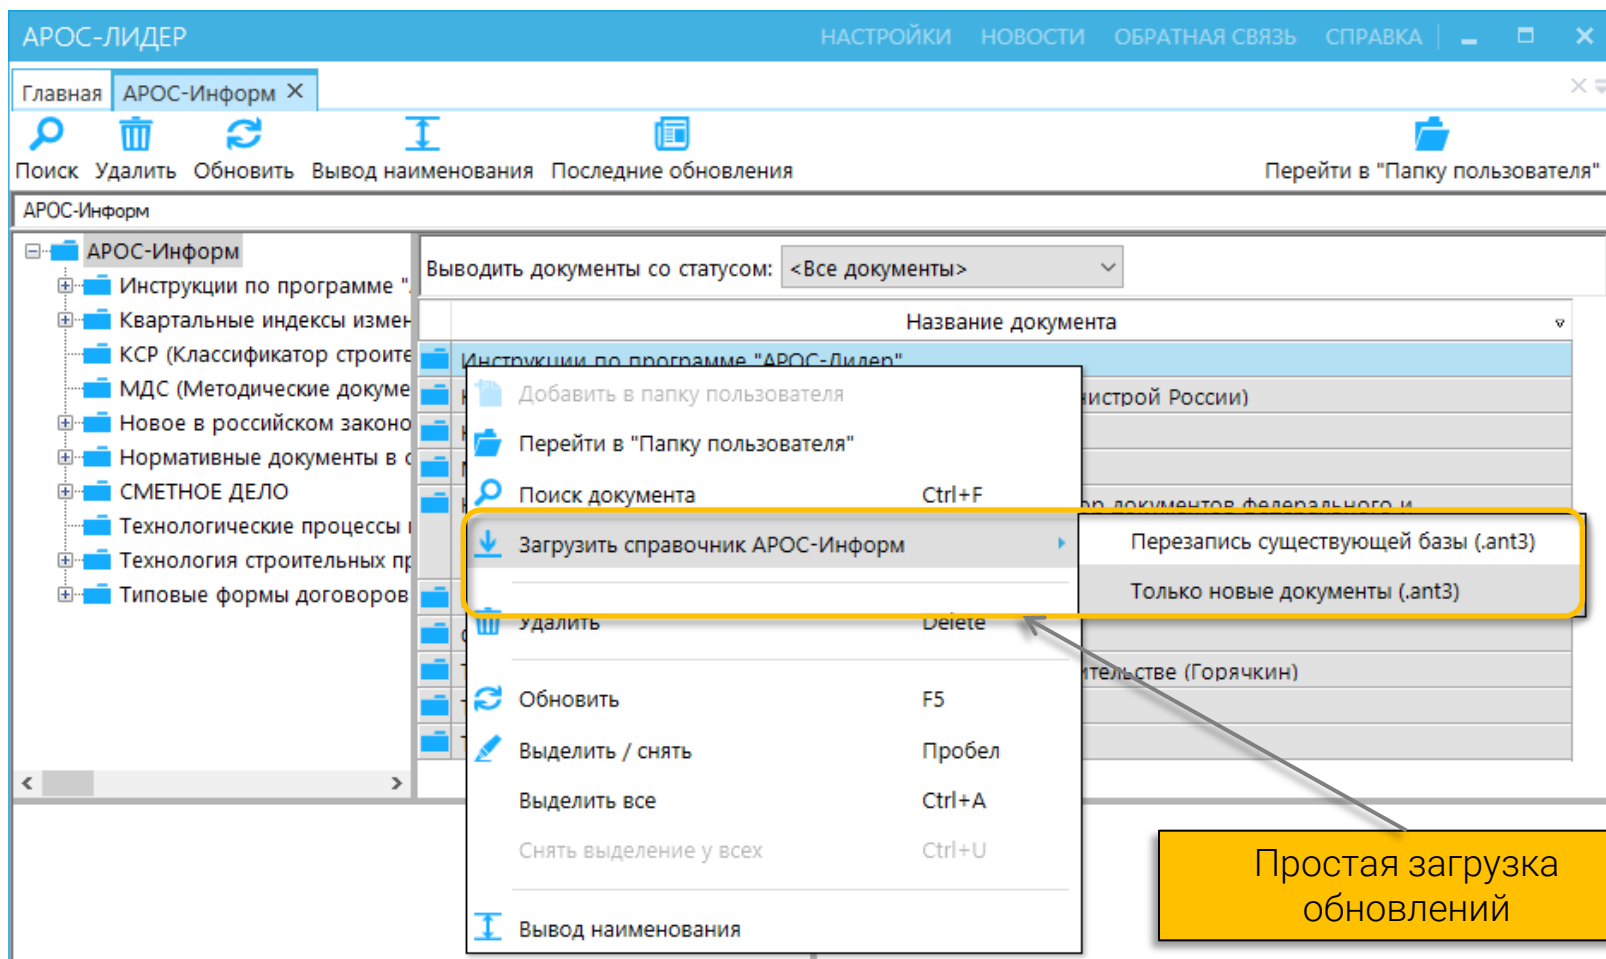 АРОС-ЛИДЕР НАСТРОЙКИ НОВОСТИ ОБРАТНАЯ СВЯЗЬ СПРАВКА
Главная АРОС-Информ
Поиск Удалить Обновить Вывод наименования Последние обновления Перейти в "Папку пользователя"
АРОС-Информ
АРОС-Информ
Инструкции по программе "
Квартальные индексы измен
КСР (Классификатор строите
МДС (Методические докуме
Новое в российском законо
Нормативные документы в с
СМЕТНОЕ ДЕЛО
Технологические процессы
Технология строительных пр
Типовые формы договоров
Выводить документы со статусом: <Все документы>
Название документа
Инструкции по программе "АРОС-Лидер"
нистрой России)
ор документов федерального и
ительстве (Горячкин)
Добавить в папку пользователя
Перейти в "Папку пользователя"
Поиск документа Ctrl+F
Загрузить справочник АРОС-Информ
Удалить Delete
Обновить F5
Выделить / снять Пробел
Выделить все Ctrl+A
Снять выделение у всех Ctrl+U
Вывод наименования
Перезапись существующей базы (.ant3)
Только новые документы (.ant3)
Простая загрузка
обновлений